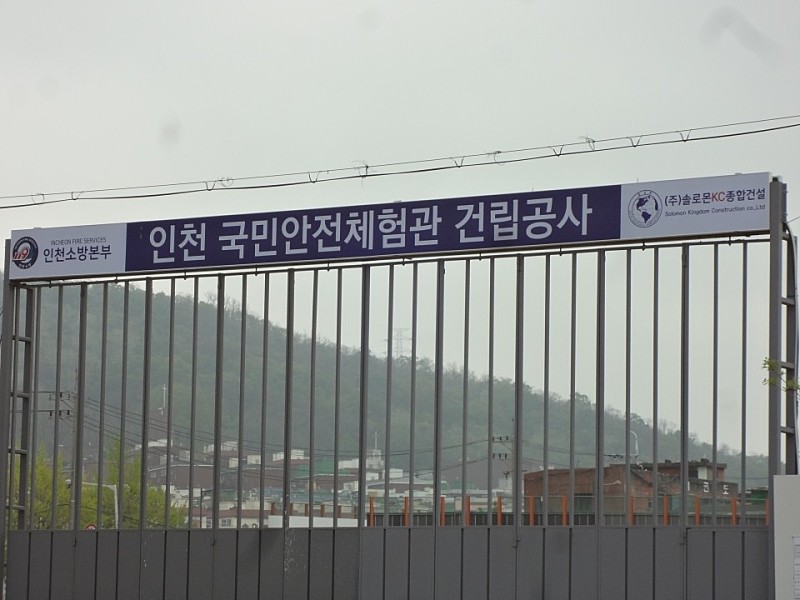 119
INCHEON FIRE SERVICES
인천소방본부
인천 국민안전체험관 건립공사
(주)솔로몬KC종합건설
Solomon Kingdom Construction co.,Ltd